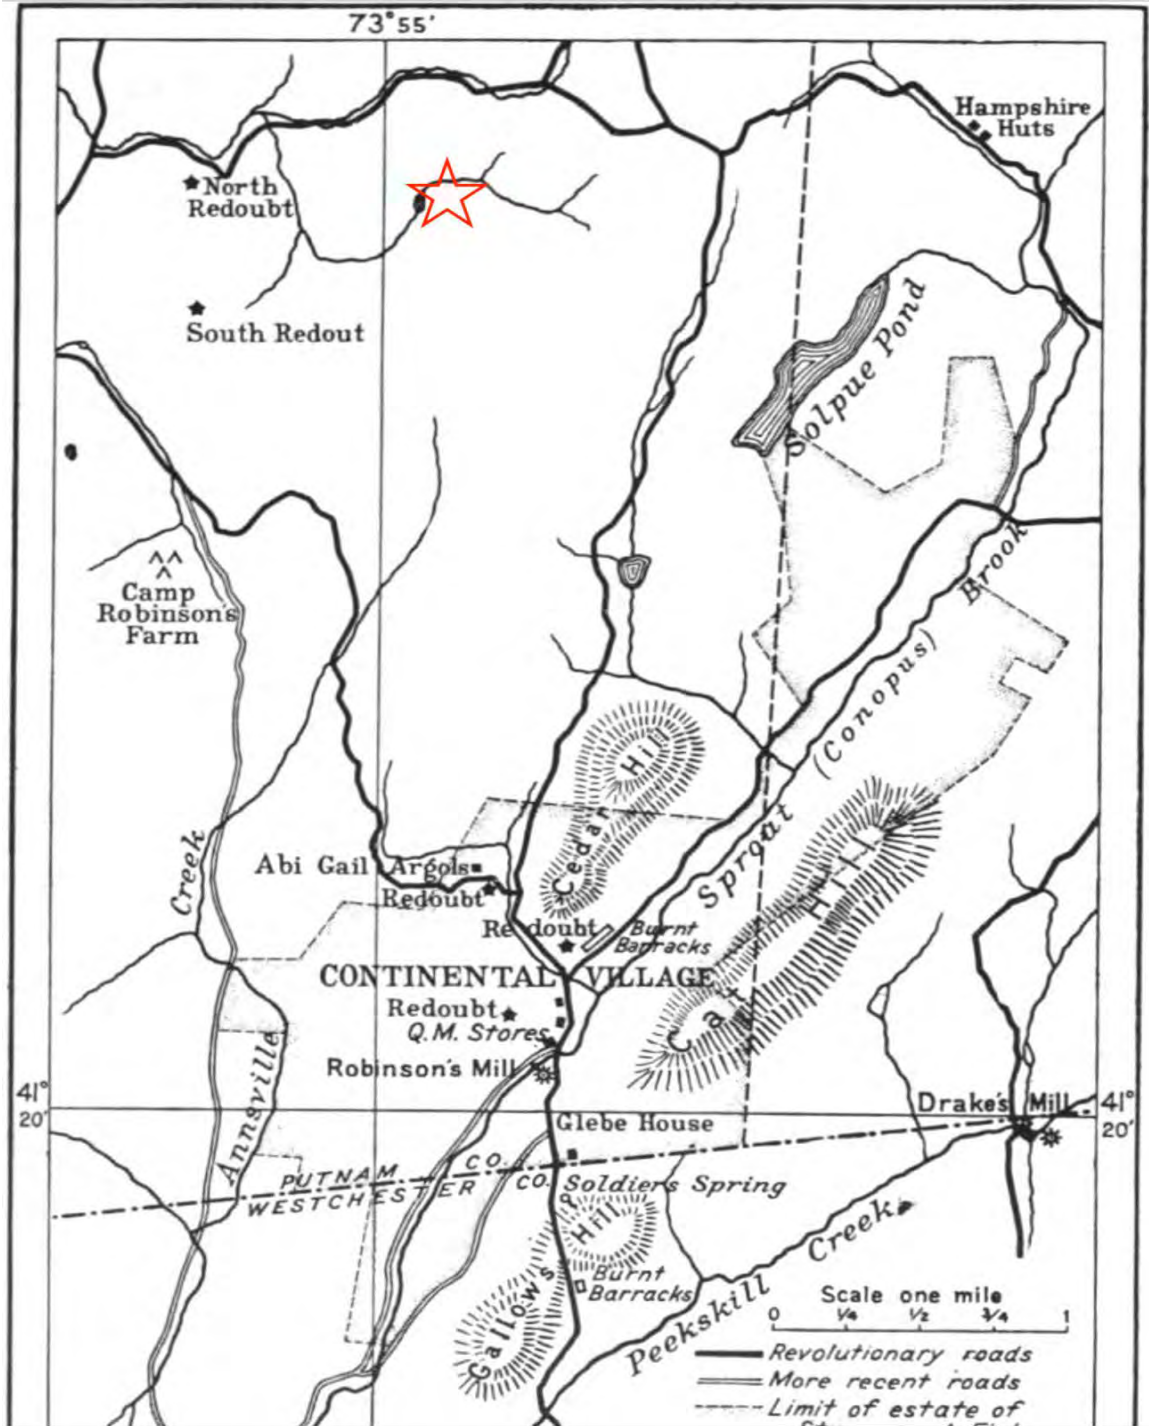 73°55'
Hampshire
Huts
North
Redoubt
South Redout
Solpue Pond
Camp
Robinson's
Farm
Brook
(Conopus)
Sprout
Cedar Hill
Cat Hill
Creek
Abi Gail Argols
Redoubt
Redoubt
Burnt
Barracks
CONTINENTAL VILLAGE
Redoubt
Q.M. Stores
Robinson's Mill
41°
20'
Drake's Mill
41°
20'
Annsville
Glebe House
PUTNAM CO.
WESTCHESTER CO.
Soldiers Spring
Gallows Hill
Burnt
Barracks
Peekskill Creek
Scale one mile
0 1/4 1/2 3/4 1
Revolutionary roads
More recent roads
Limit of estate of